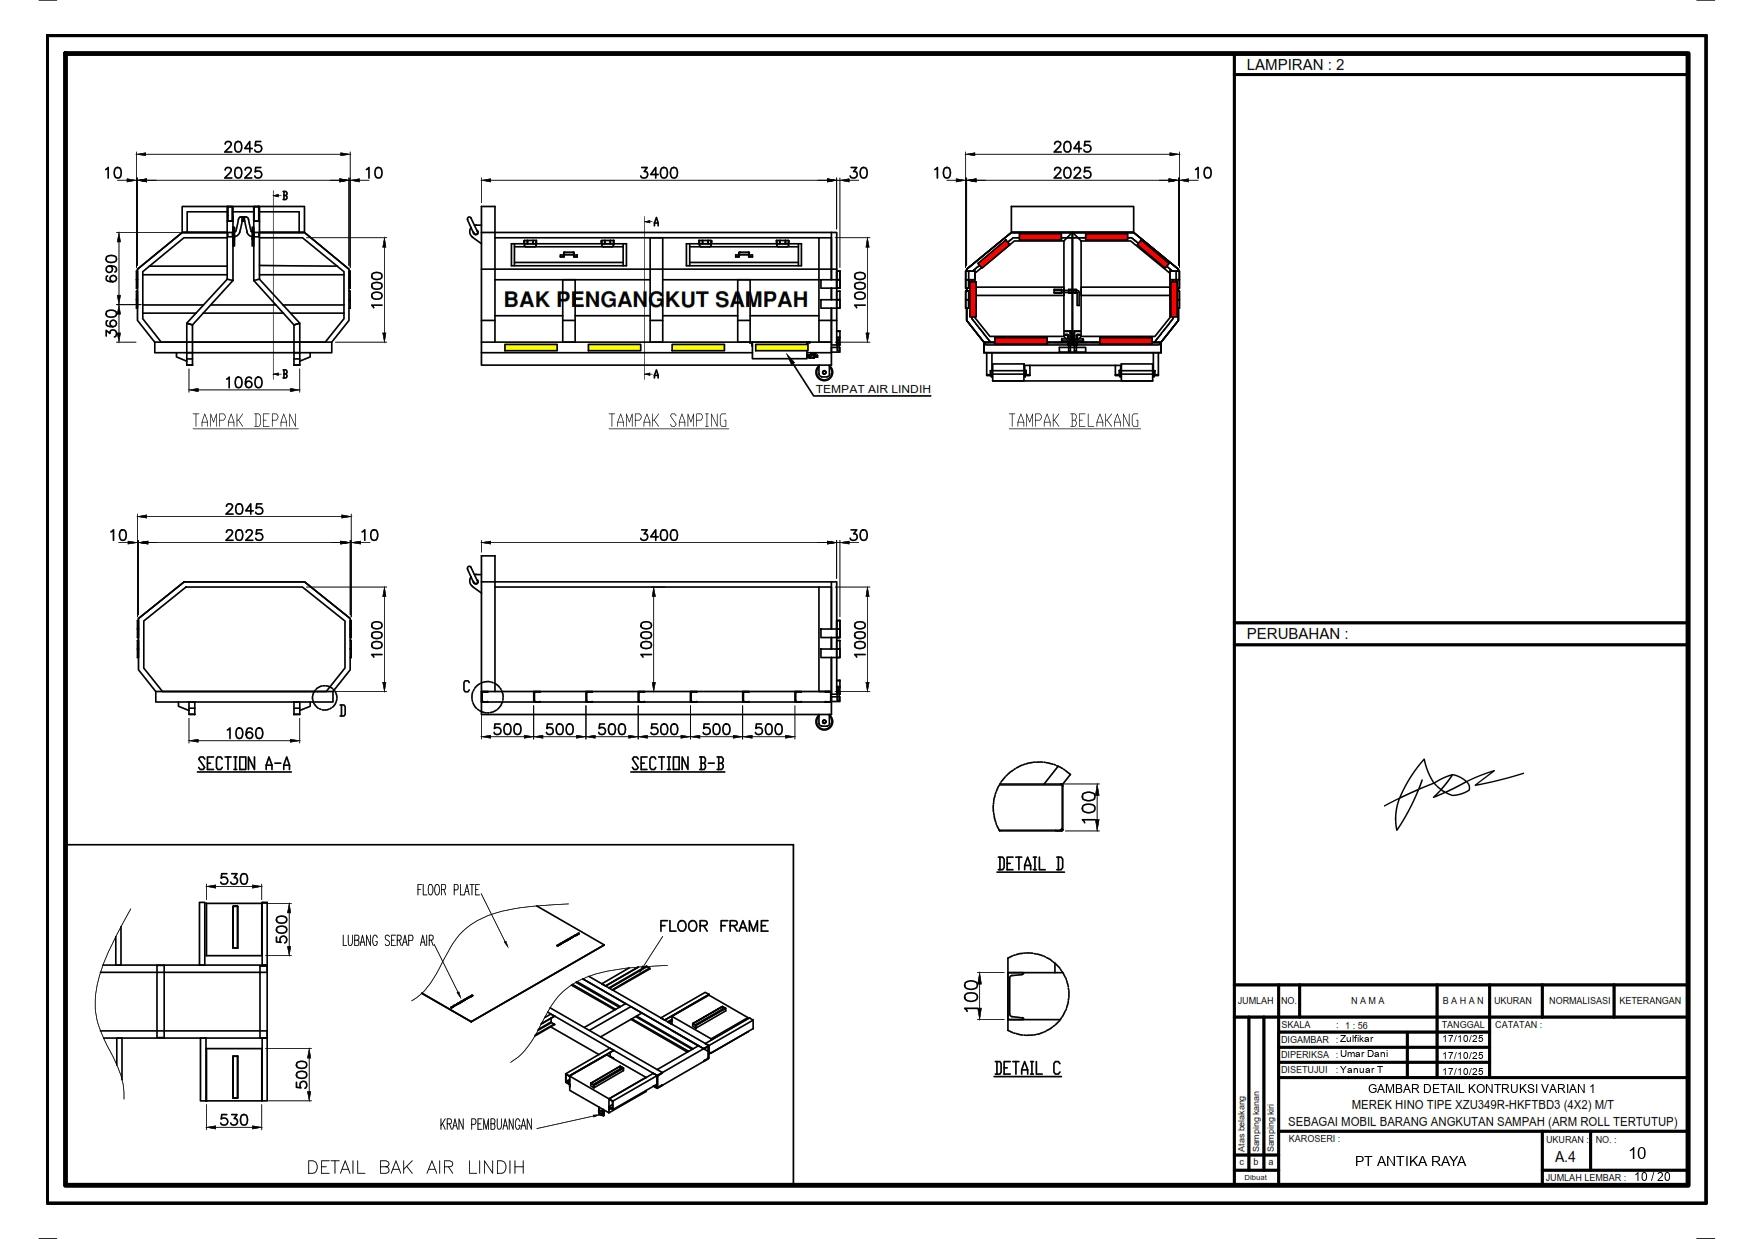 LAMPIRAN : 2
2045
10 2025 10
B
690
360
1000
B
1060
TAMPAK DEPAN
3400 30
A
BAK PENGANGKUT SAMPAH
1000
A
TEMPAT AIR LINDIH
TAMPAK SAMPING
2045
10 2025 10
TAMPAK BELAKANG
2045
10 2025 10
1000
D
1060
SECTION A-A
3400 30
1000
1000
C
500 500 500 500 500 500
SECTION B-B
100
DETAIL D
100
DETAIL C
530
500
500
530
FLOOR PLATE
LUBANG SERAP AIR
FLOOR FRAME
KRAN PEMBUANGAN
DETAIL BAK AIR LINDIH
PERUBAHAN :
JUMLAH NO. N A M A B A H A N UKURAN NORMALISASI KETERANGAN
SKALA : 1 : 56 TANGGAL CATATAN :
DIGAMBAR : Zulfikar 17/10/25
DIPERIKSA : Umar Dani 17/10/25
DISETUJUI : Yanuar T 17/10/25
GAMBAR DETAIL KONTRUKSI VARIAN 1
MEREK HINO TIPE XZU349R-HKFTBD3 (4X2) M/T
SEBAGAI MOBIL BARANG ANGKUTAN SAMPAH (ARM ROLL TERTUTUP)
Atas belakang
Samping kanan
Samping kiri
c b a
Dibuat
KAROSERI :
PT ANTIKA RAYA
UKURAN : NO. :
A.4 10
JUMLAH LEMBAR : 10 / 20